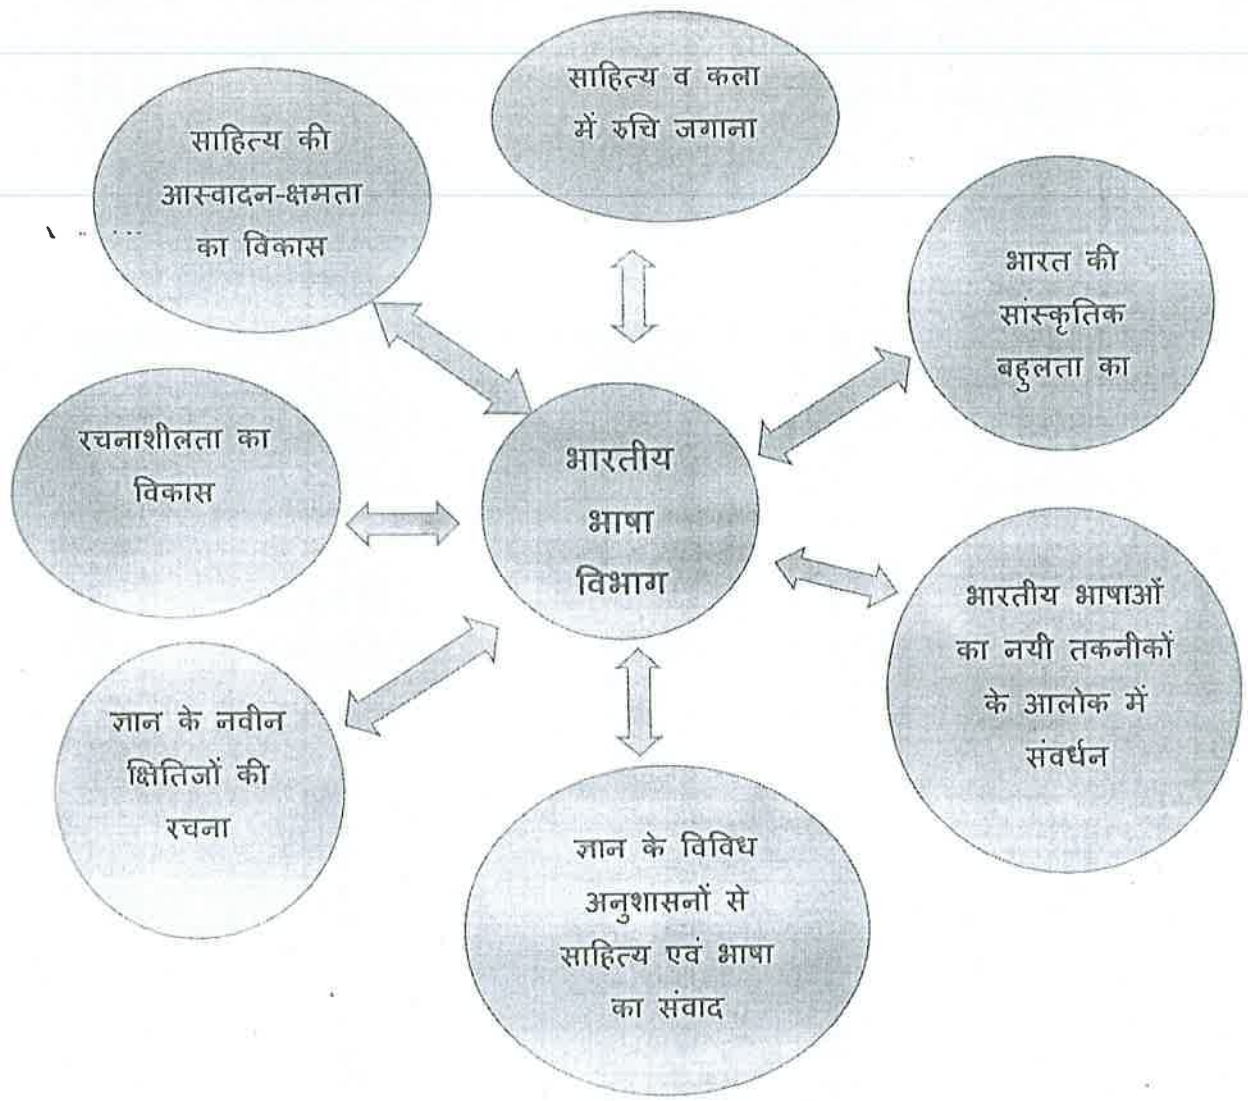 साहित्य व कला
में रुचि जगाना
साहित्य की
आस्वादन-क्षमता
का विकास
भारत की
सांस्कृतिक
बहुलता का
रचनाशीलता का
विकास
भारतीय
भाषा
विभाग
भारतीय भाषाओं
का नयी तकनीकों
के आलोक में
संवर्धन
ज्ञान के नवीन
क्षितिजों की
रचना
ज्ञान के विविध
अनुशासनों से
साहित्य एवं भाषा
का संवाद